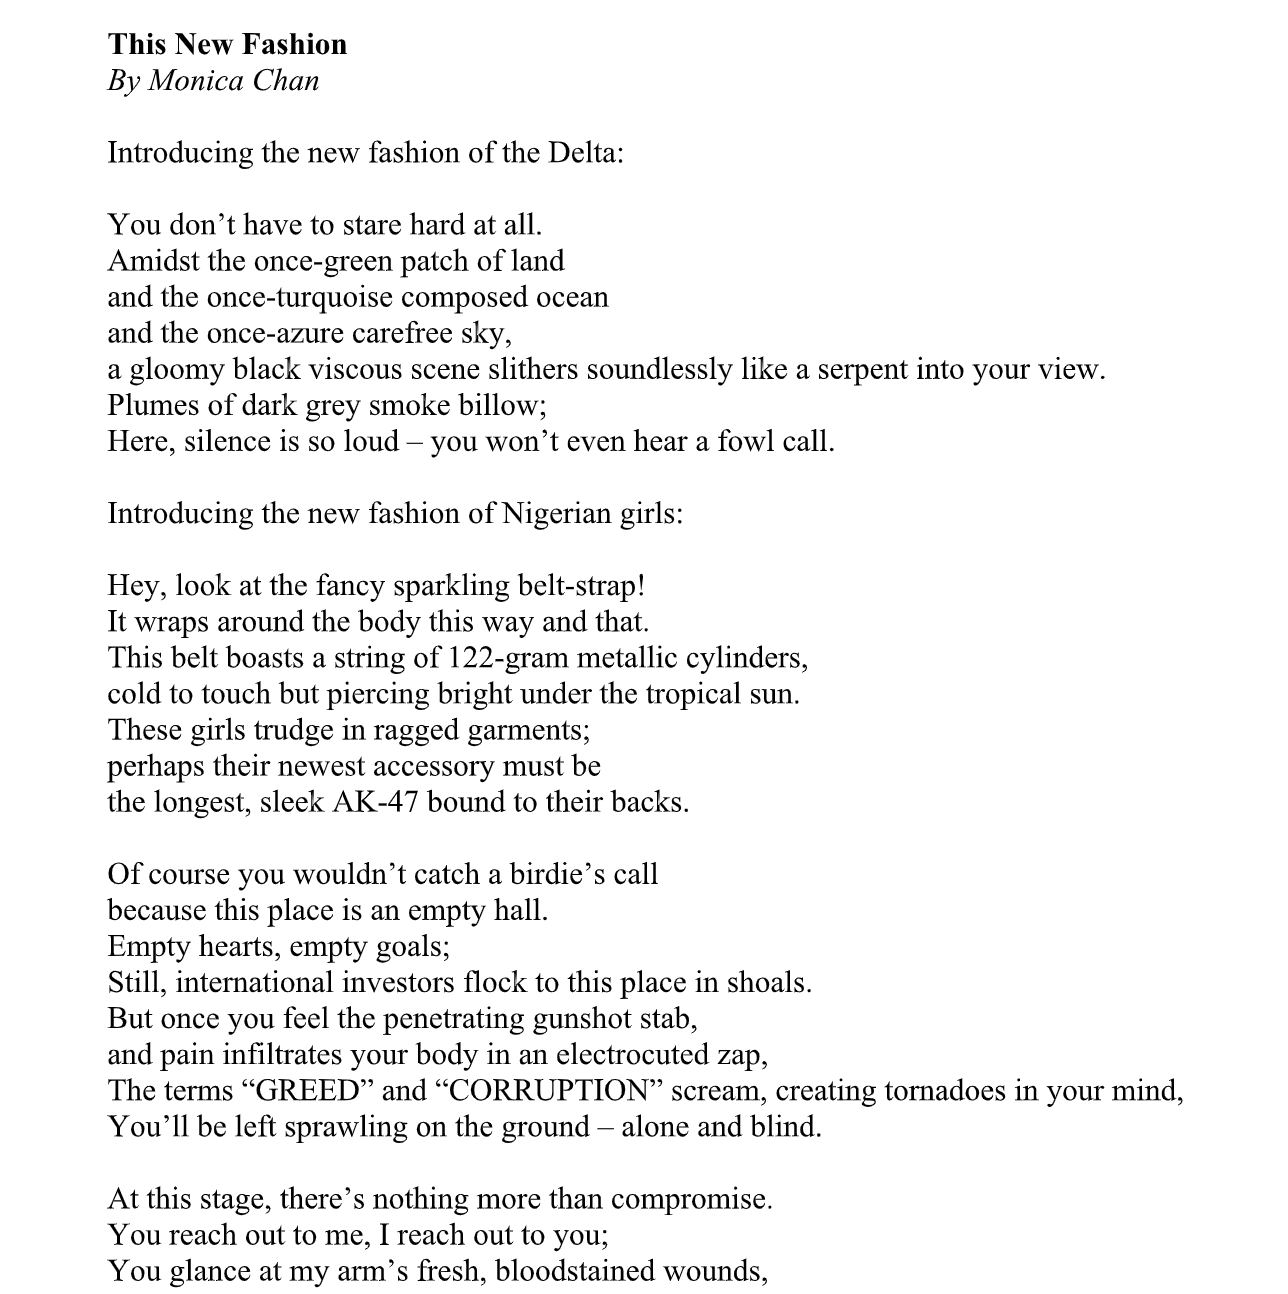 This New Fashion
By Monica Chan
Introducing the new fashion of the Delta:
You don’t have to stare hard at all.
Amidst the once-green patch of land
and the once-turquoise composed ocean
and the once-azure carefree sky,
a gloomy black viscous scene slithers soundlessly like a serpent into your view.
Plumes of dark grey smoke billow;
Here, silence is so loud – you won’t even hear a fowl call.
Introducing the new fashion of Nigerian girls:
Hey, look at the fancy sparkling belt-strap!
It wraps around the body this way and that.
This belt boasts a string of 122-gram metallic cylinders,
cold to touch but piercing bright under the tropical sun.
These girls trudge in ragged garments;
perhaps their newest accessory must be
the longest, sleek AK-47 bound to their backs.
Of course you wouldn’t catch a birdie’s call
because this place is an empty hall.
Empty hearts, empty goals;
Still, international investors flock to this place in shoals.
But once you feel the penetrating gunshot stab,
and pain infiltrates your body in an electrocuted zap,
The terms “GREED” and “CORRUPTION” scream, creating tornadoes in your mind,
You’ll be left sprawling on the ground – alone and blind.
At this stage, there’s nothing more than compromise.
You reach out to me, I reach out to you;
You glance at my arm’s fresh, bloodstained wounds,